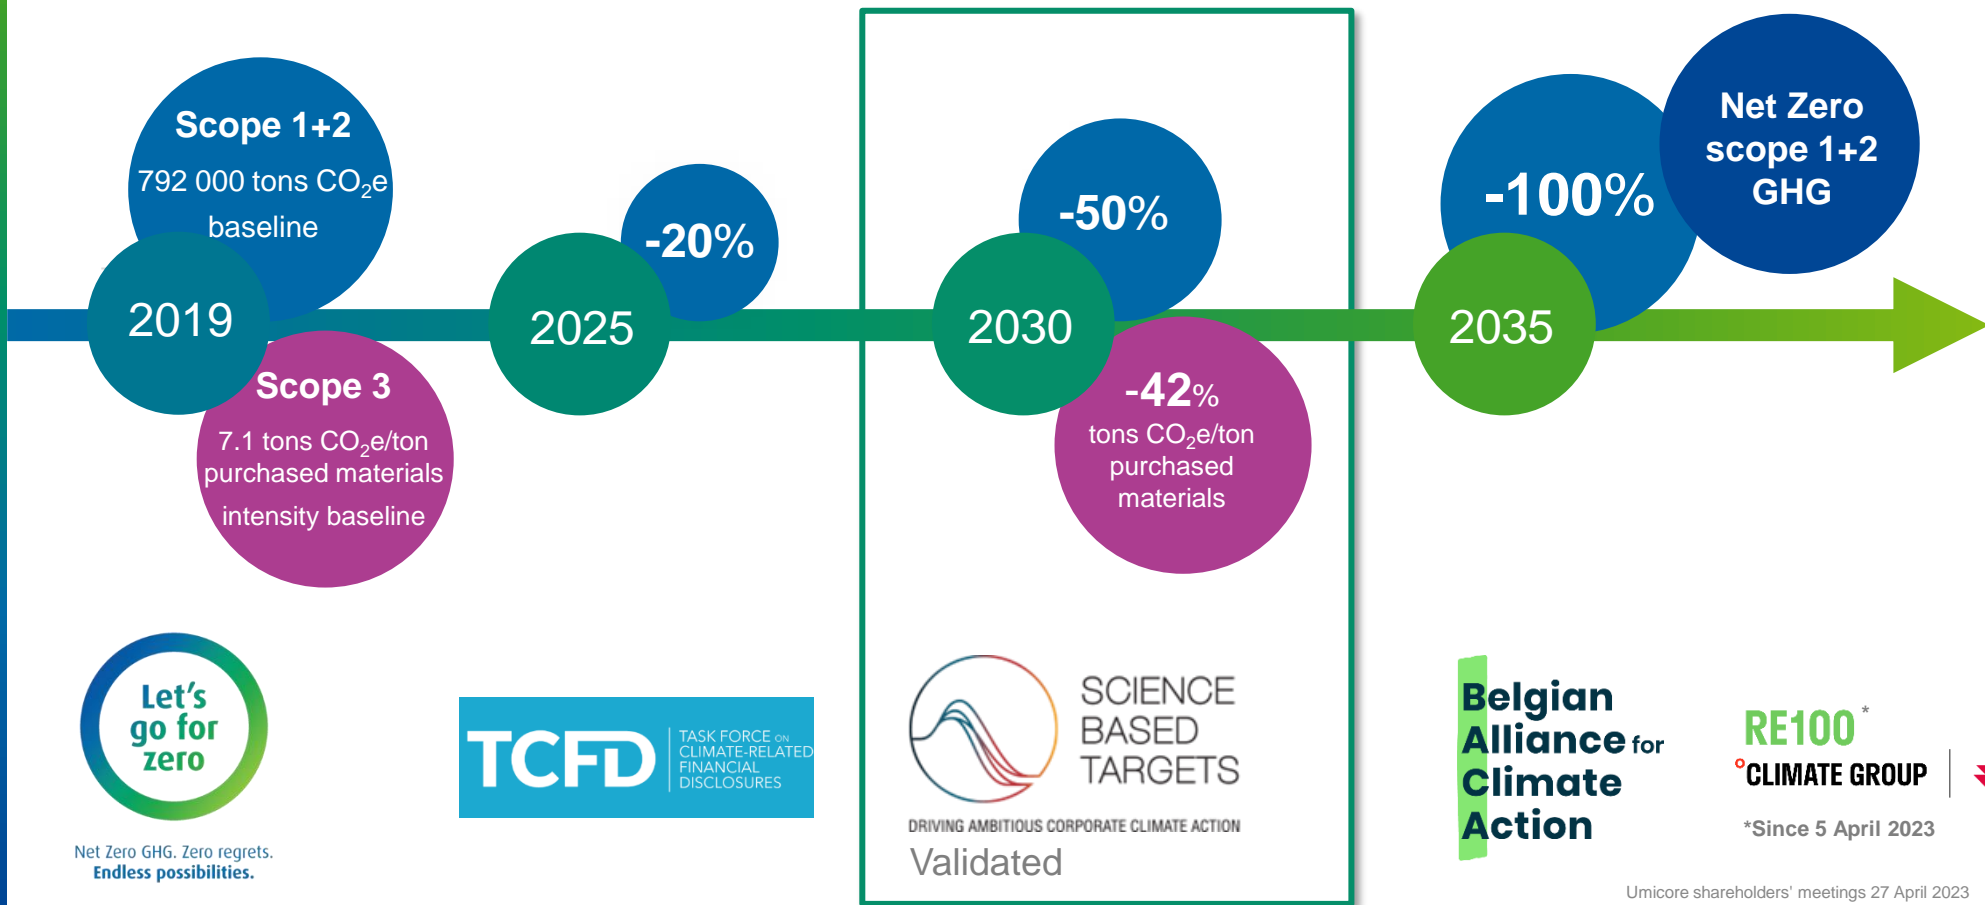 Scope 1+2
792 000 tons CO₂e
baseline
2019
Scope 3
7.1 tons CO₂e/ton
purchased materials
intensity baseline
-20%
2025
-50%
2030
-42%
tons CO₂e/ton
purchased
materials
-100%
2035
Net Zero
scope 1+2
GHG
Let's
go for
zero
Net Zero GHG. Zero regrets.
Endless possibilities.
TCFD
TASK FORCE ON
CLIMATE-RELATED
FINANCIAL
DISCLOSURES
SCIENCE
BASED
TARGETS
DRIVING AMBITIOUS CORPORATE CLIMATE ACTION
Validated
Belgian
Alliance for
Climate
Action
RE100*
°CLIMATE GROUP
*Since 5 April 2023
Umicore shareholders' meetings 27 April 2023